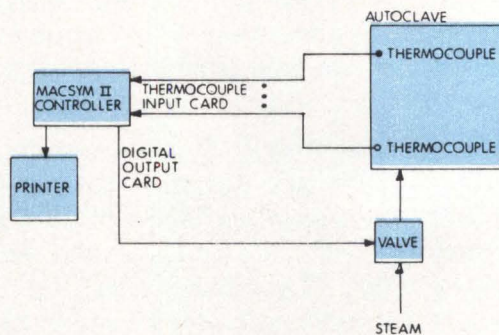 AUTOCLAVE
THERMOCOUPLE
MACSYM II
CONTROLLER
THERMOCOUPLE
INPUT CARD
THERMOCOUPLE
DIGITAL
OUTPUT
CARD
PRINTER
VALVE
STEAM